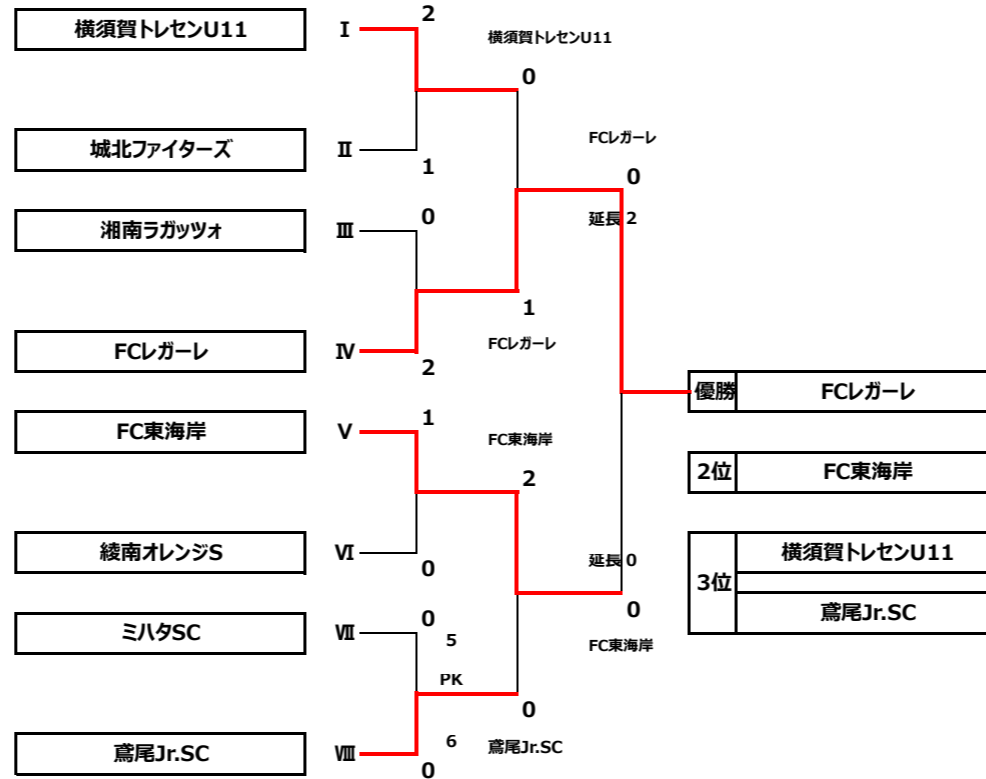 横須賀トレセンU11
Ⅰ
2
横須賀トレセンU11
0
城北ファイターズ
Ⅱ
1
FCレガーレ
0
湘南ラガッツォ
Ⅲ
0
延長 2
FCレガーレ
Ⅳ
2
1
FCレガーレ
優勝
FCレガーレ
FC東海岸
Ⅴ
1
FC東海岸
2
2位
FC東海岸
綾南オレンジS
Ⅵ
0
延長 0
0
FC東海岸
3位
横須賀トレセンU11
鳶尾Jr.SC
ミハタSC
Ⅶ
0
5
PK
鳶尾Jr.SC
Ⅷ
0
6
0
鳶尾Jr.SC